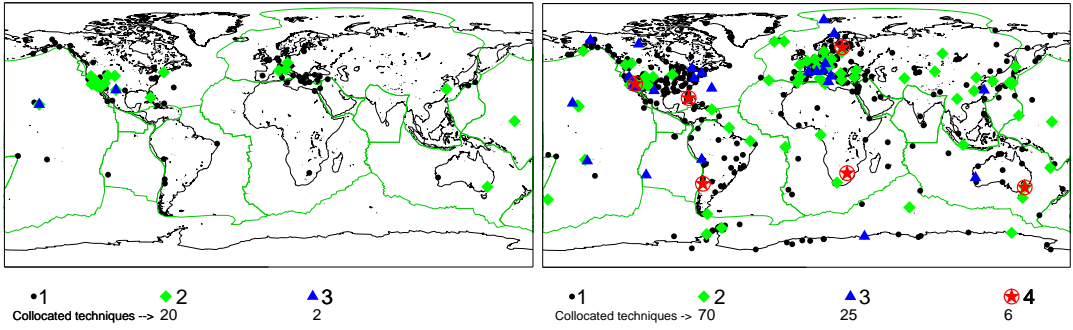 1 2 3
Collocated techniques --> 20 2
1 2 3 4
Collocated techniques -> 70 25 6